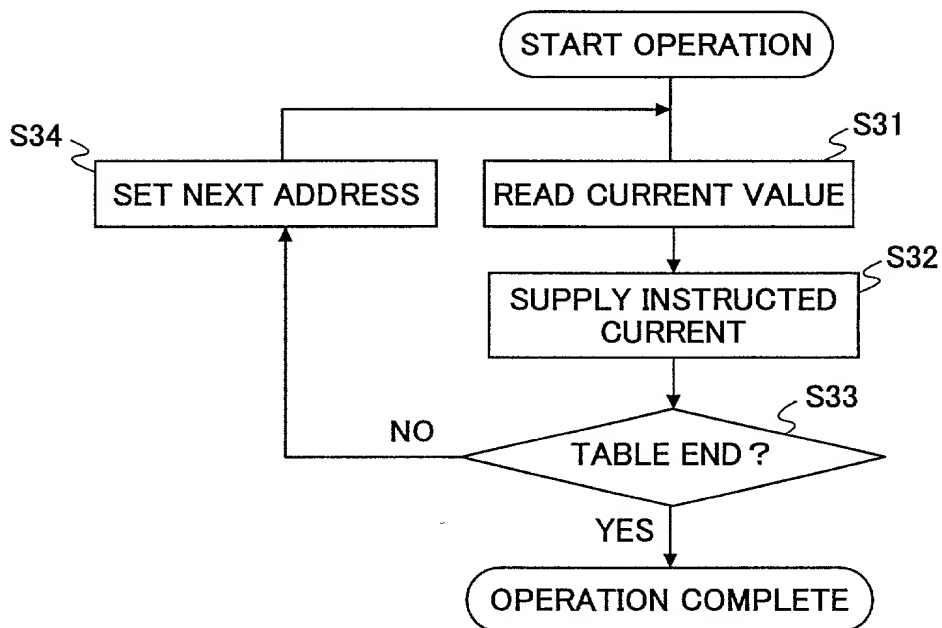 START OPERATION
S34
S31
SET NEXT ADDRESS
READ CURRENT VALUE
S32
SUPPLY INSTRUCTED
CURRENT
S33
NO
TABLE END?
YES
OPERATION COMPLETE